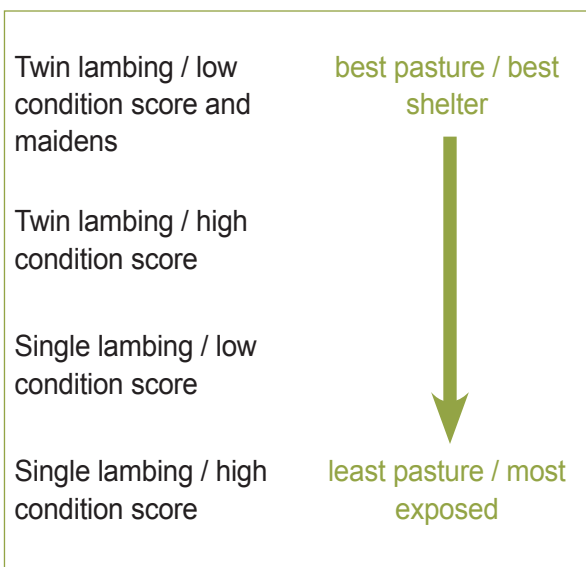 Twin lambing / low
condition score and
maidens
best pasture / best
shelter
Twin lambing / high
condition score
Single lambing / low
condition score
Single lambing / high
condition score
least pasture / most
exposed